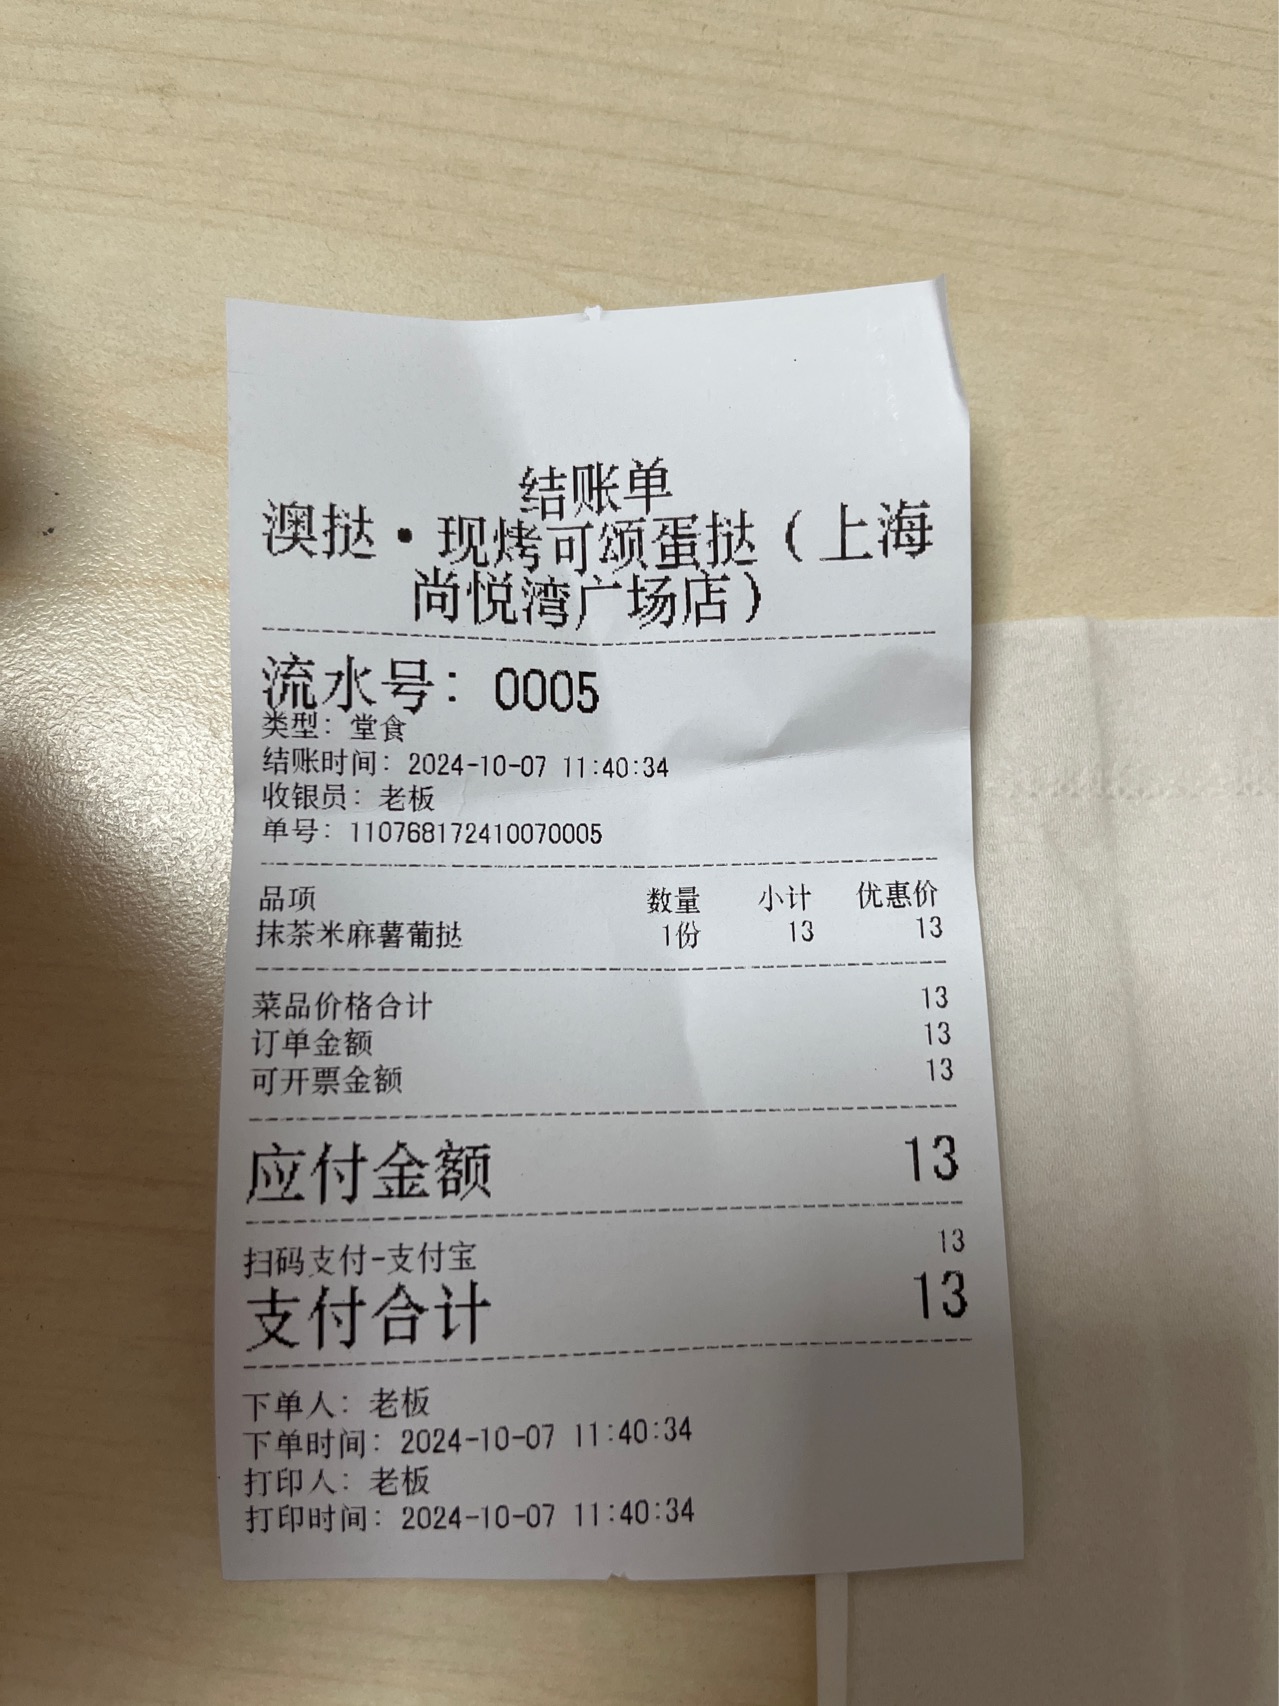 结账单
澳挞·现烤可颂蛋挞（上海
尚悦湾广场店）
流水号：0005
类型：堂食
结账时间：2024-10-07 11:40:34
收银员：老板
单号：110768172410070005
品项 数量 小计 优惠价
抹茶米麻薯葡挞 1份 13 13
菜品价格合计 13
订单金额 13
可开票金额 13
应付金额 13
扫码支付-支付宝 13
支付合计 13
下单人：老板
下单时间：2024-10-07 11:40:34
打印人：老板
打印时间：2024-10-07 11:40:34